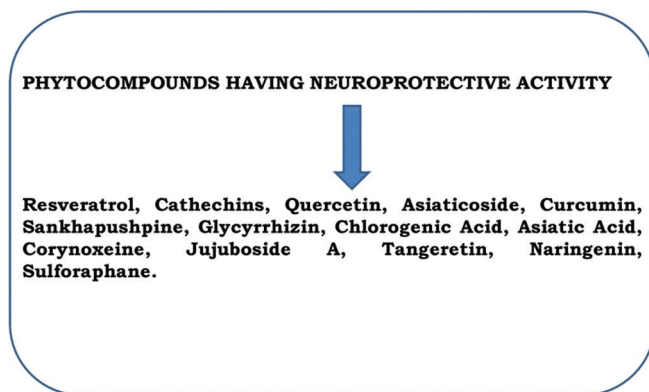 PHYTOCOMPOUNDS HAVING NEUROPROTECTIVE ACTIVITY
Resveratrol, Cathechins, Quercetin, Asiaticoside, Curcumin,
Sankhapushpine, Glycyrrhizin, Chlorogenic Acid, Asiatic Acid,
Corynoxeine, Jujuboside A, Tangeretin, Naringenin,
Sulforaphane.